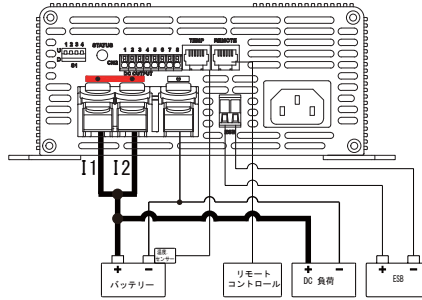 1 2 3 4
U
D
S1
STATUS
1 2 3 4 5 6 7 8
CN2
TEMP
REMOTE
DC OUTPUT
+
−
ESB
I1
I2
+ −
バッテリー
温度
センサー
リモート
コントロール
+ −
DC 負荷
+ −
ESB